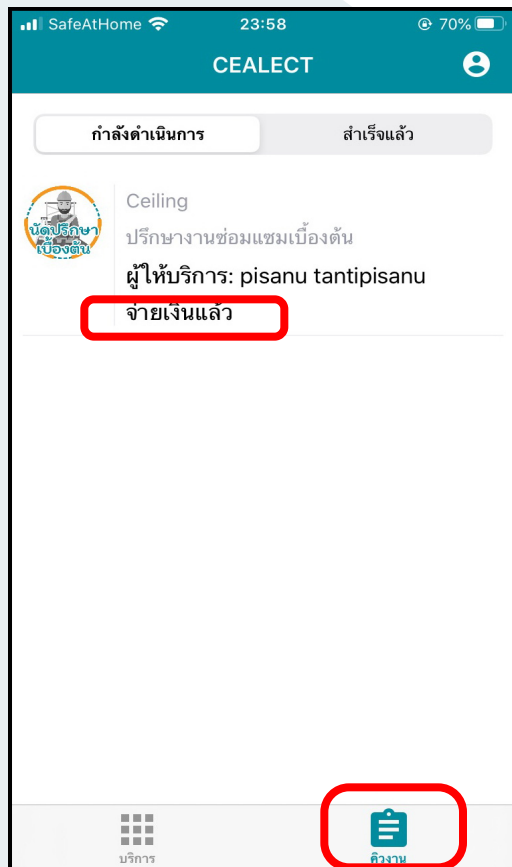 SafeAtHome 23:58 70%
CEALECT
กำลังดำเนินการ สำเร็จแล้ว
Ceiling
นัดปรึกษา
เบื้องต้น
ปรึกษางานซ่อมแซมเบื้องต้น
ผู้ให้บริการ: pisanu tantipisanu
จ่ายเงินแล้ว
บริการ คิวงาน